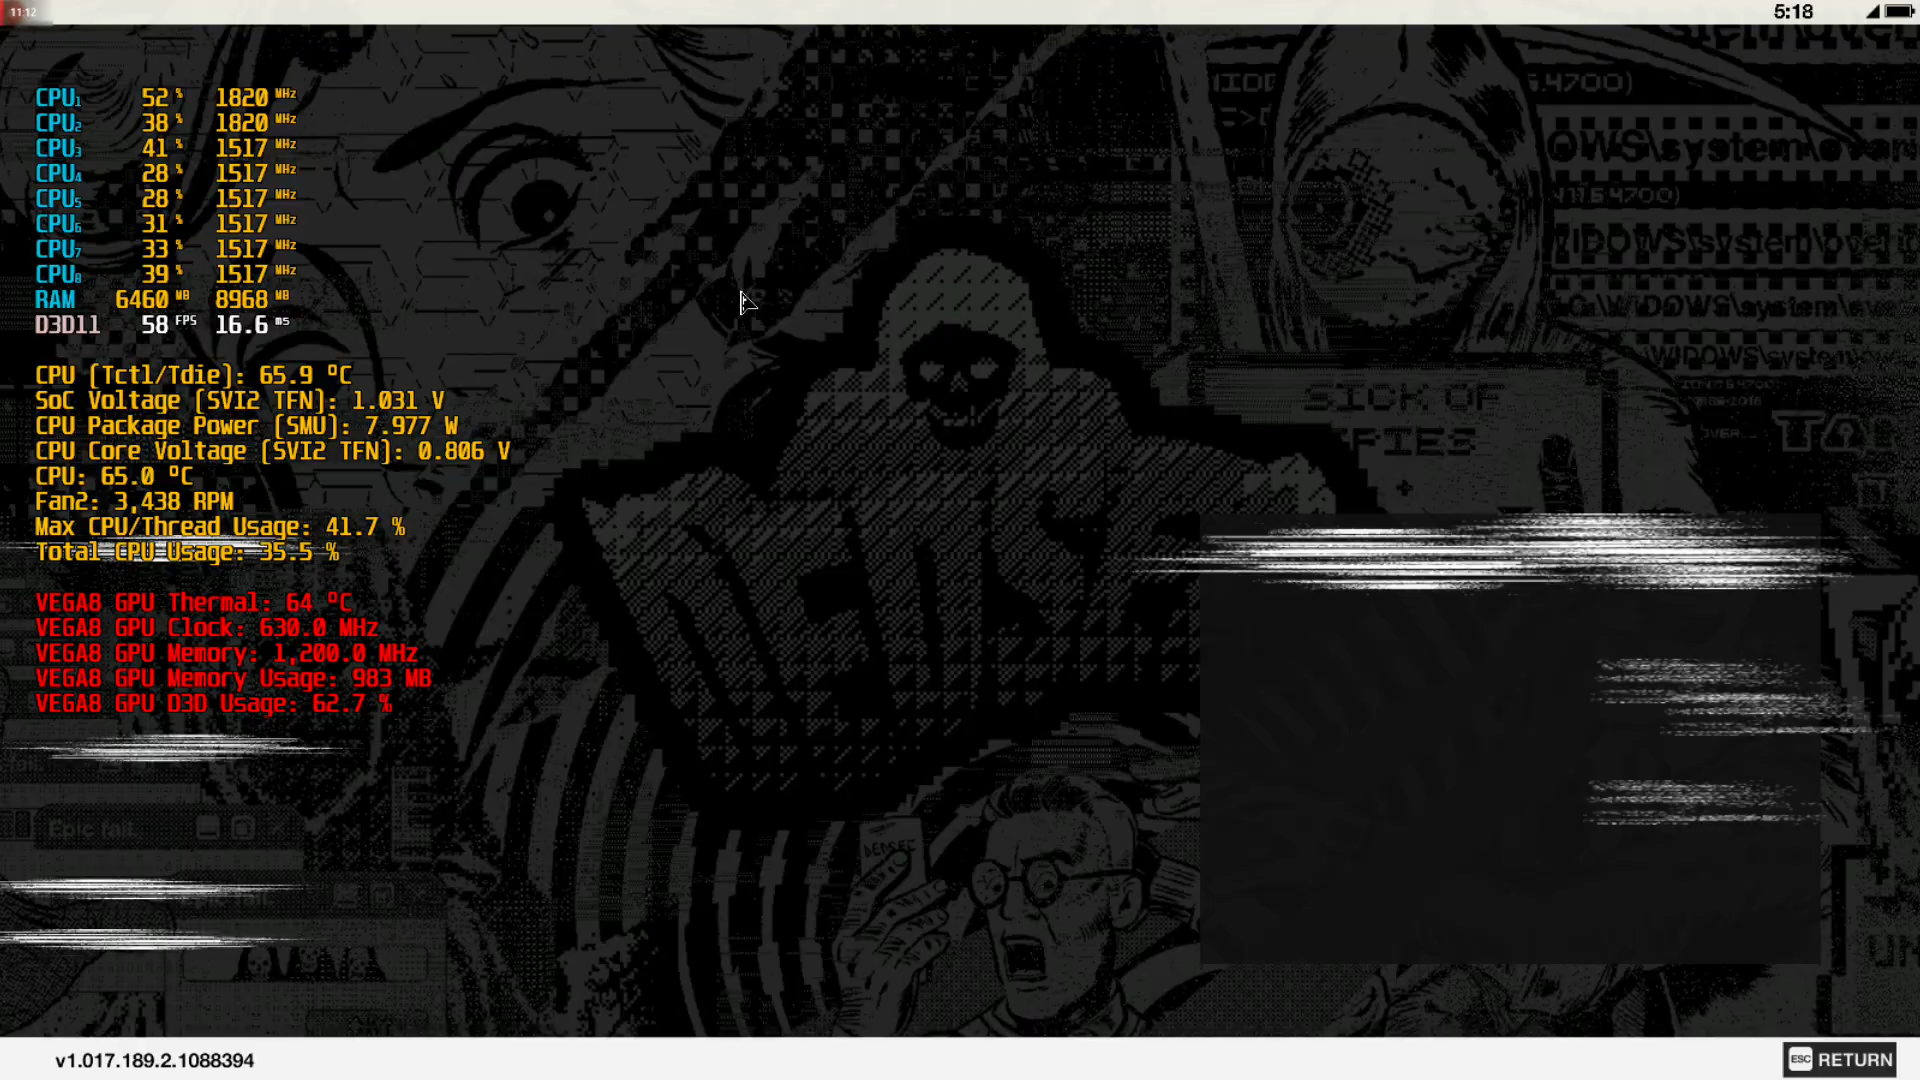 11:12
5:18
CPU1 52 % 1820 MHz
CPU2 38 % 1820 MHz
CPU3 41 % 1517 MHz
CPU4 28 % 1517 MHz
CPU5 28 % 1517 MHz
CPU6 31 % 1517 MHz
CPU7 33 % 1517 MHz
CPU8 39 % 1517 MHz
RAM 6460 MB 8968 MB
D3D11 58 FPS 16.6 ms
CPU [Tctl/Tdie]: 65.9 °C
SoC Voltage [SVI2 TFN]: 1.031 V
CPU Package Power [SMU]: 7.977 W
CPU Core Voltage [SVI2 TFN]: 0.806 V
CPU: 65.0 °C
Fan2: 3,438 RPM
Max CPU/Thread Usage: 41.7 %
Total CPU Usage: 35.5 %
VEGA8 GPU Thermal: 64 °C
VEGA8 GPU Clock: 630.0 MHz
VEGA8 GPU Memory: 1,200.0 MHz
VEGA8 GPU Memory Usage: 983 MB
VEGA8 GPU D3D Usage: 62.7 %
SICK OF
Epic fail
DEDSEC
v1.017.189.2.1088394
ESC RETURN